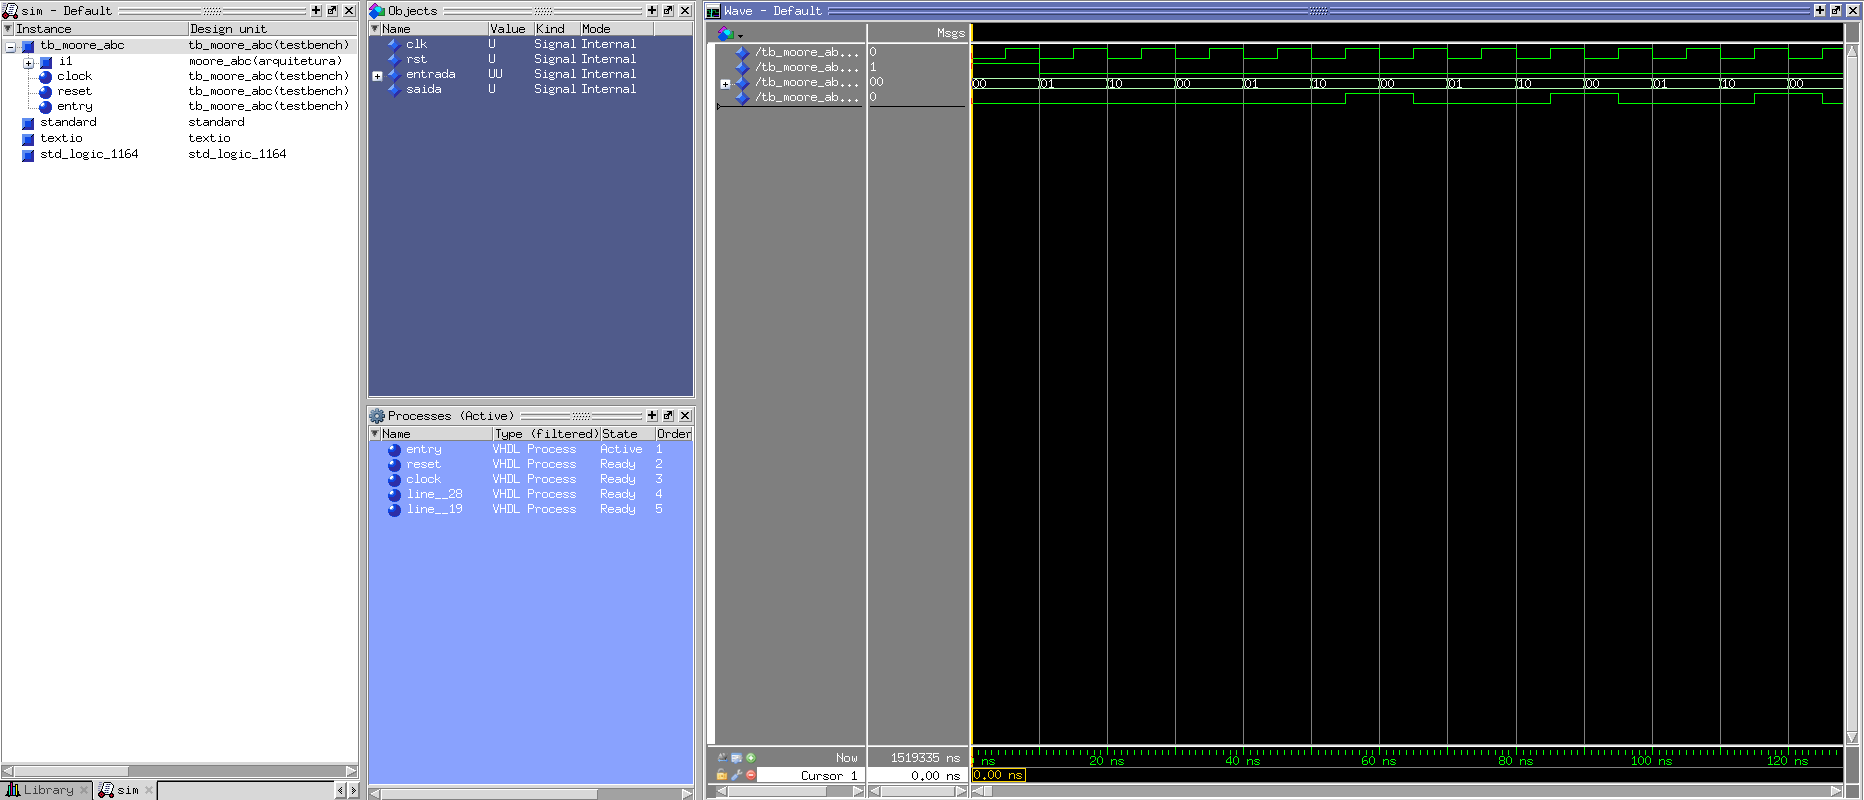 sim - Default
Instance Design unit
tb_moore_abc tb_moore_abc(testbench)
i1 moore_abc(arquitetura)
clock tb_moore_abc(testbench)
reset tb_moore_abc(testbench)
entry tb_moore_abc(testbench)
standard standard
textio textio
std_logic_1164 std_logic_1164
Library sim
Objects
Name Value Kind Mode
clk U Signal Internal
rst U Signal Internal
entrada UU Signal Internal
saida U Signal Internal
Processes (Active)
Name Type (filtered) State Order
entry VHDL Process Active 1
reset VHDL Process Ready 2
clock VHDL Process Ready 3
line__28 VHDL Process Ready 4
line__19 VHDL Process Ready 5
Wave - Default
Msgs
/tb_moore_ab... 0
/tb_moore_ab... 1
/tb_moore_ab... 00 00 01 10 00 01 10 00 01 10 00 01 10 00
/tb_moore_ab... 0
Now 1519335 ns ns 20 ns 40 ns 60 ns 80 ns 100 ns 120 ns
Cursor 1 0.00 ns 0.00 ns